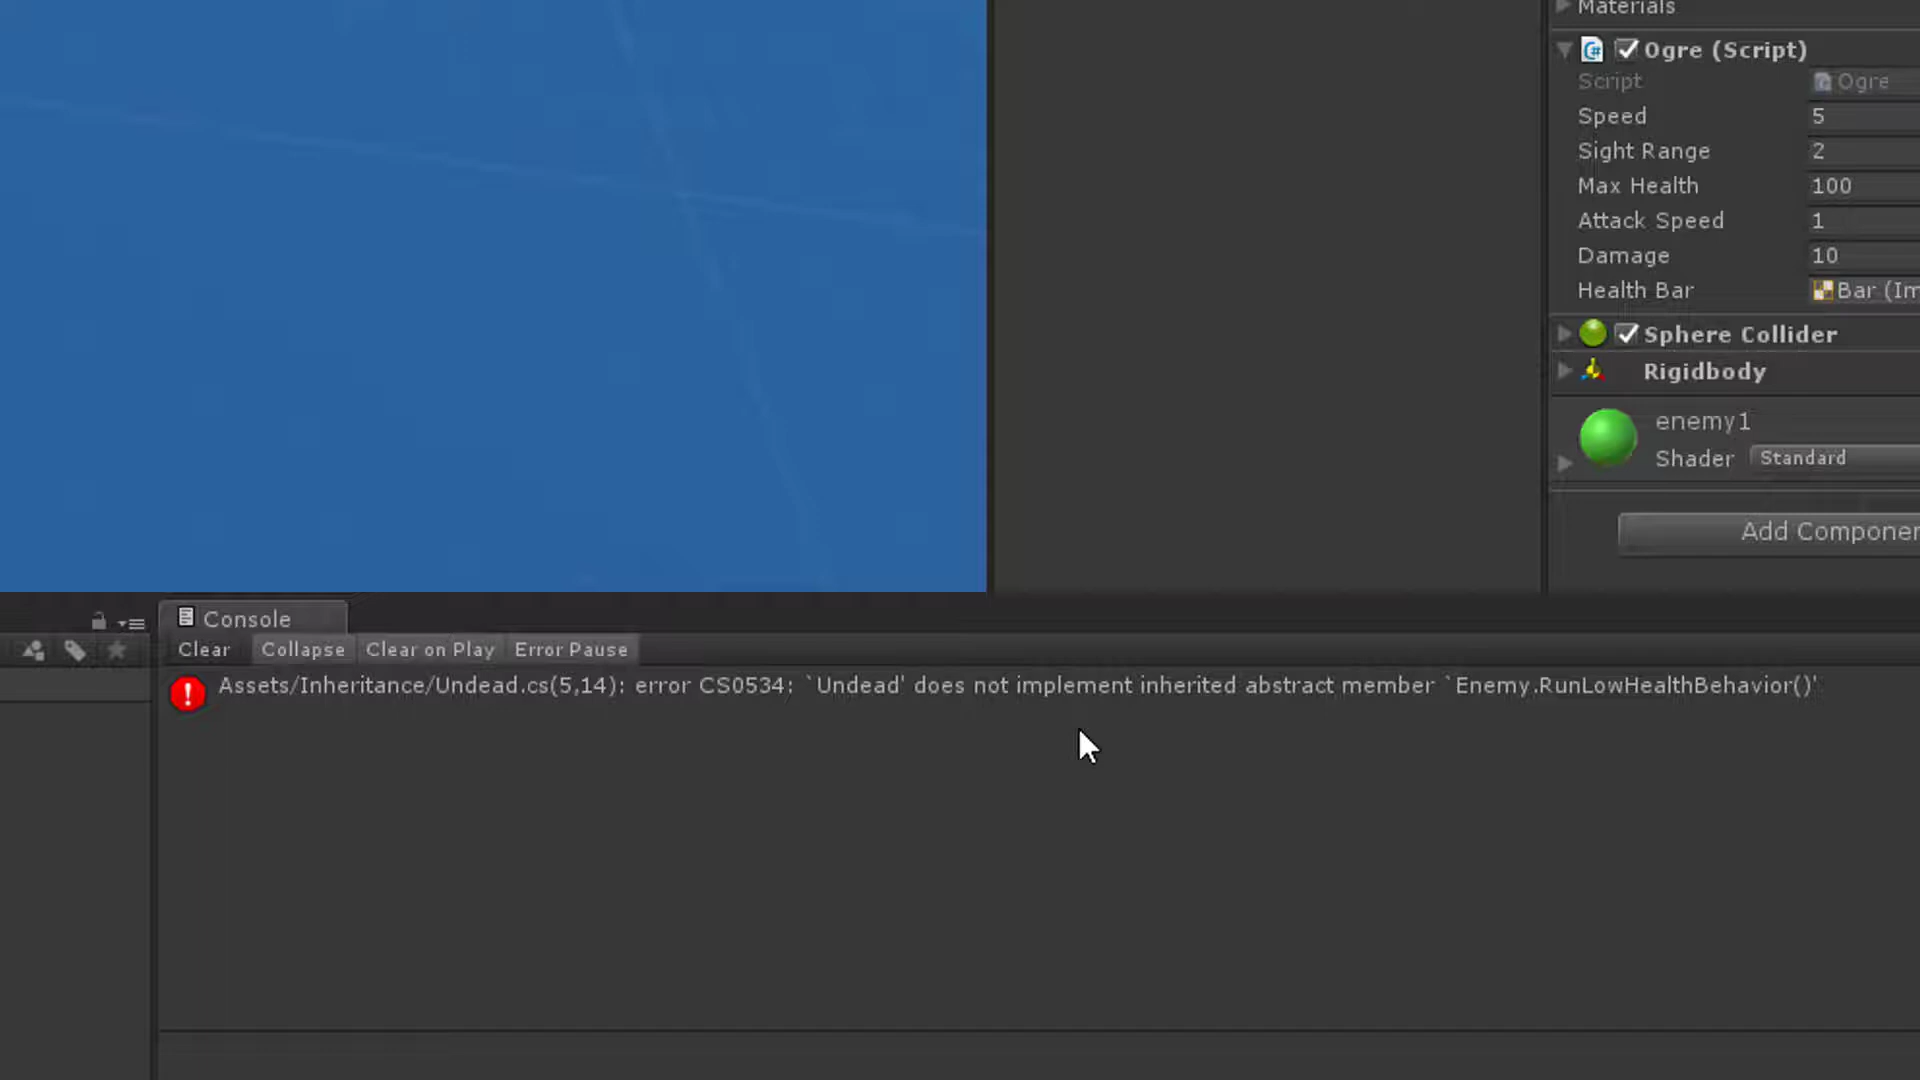 Materials
Ogre (Script)
Script Ogre
Speed 5
Sight Range 2
Max Health 100
Attack Speed 1
Damage 10
Health Bar Bar (Im
Sphere Collider
Rigidbody
enemy1
Shader Standard
Add Componen
Console
Clear Collapse Clear on Play Error Pause
Assets/Inheritance/Undead.cs(5,14): error CS0534: `Undead' does not implement inherited abstract member `Enemy.RunLowHealthBehavior()'